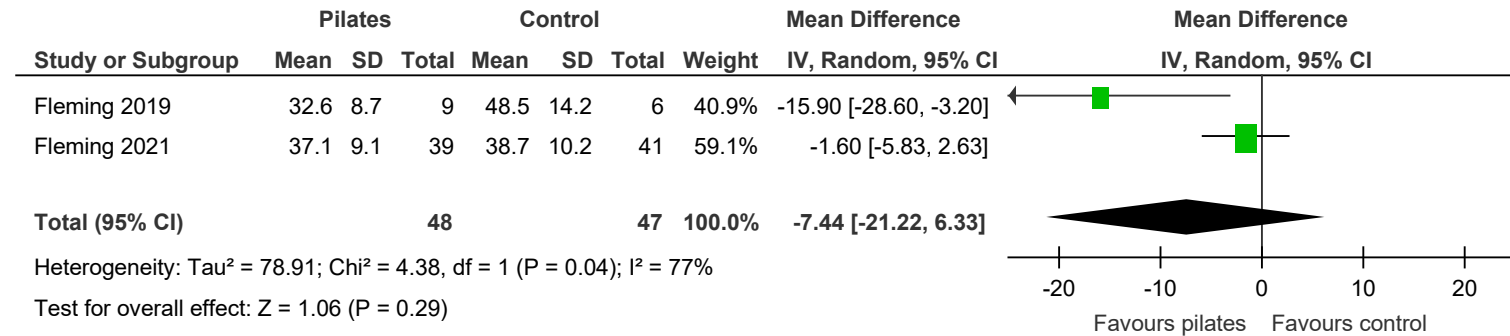 Pilates Control Mean Difference Mean Difference
Study or Subgroup Mean SD Total Mean SD Total Weight IV, Random, 95% CI IV, Random, 95% CI
Fleming 2019 32.6 8.7 9 48.5 14.2 6 40.9% -15.90 [-28.60, -3.20]
Fleming 2021 37.1 9.1 39 38.7 10.2 41 59.1% -1.60 [-5.83, 2.63]
Total (95% CI) 48 47 100.0% -7.44 [-21.22, 6.33]
Heterogeneity: Tau² = 78.91; Chi² = 4.38, df = 1 (P = 0.04); I² = 77%
Test for overall effect: Z = 1.06 (P = 0.29)
-20 -10 0 10 20
Favours pilates Favours control